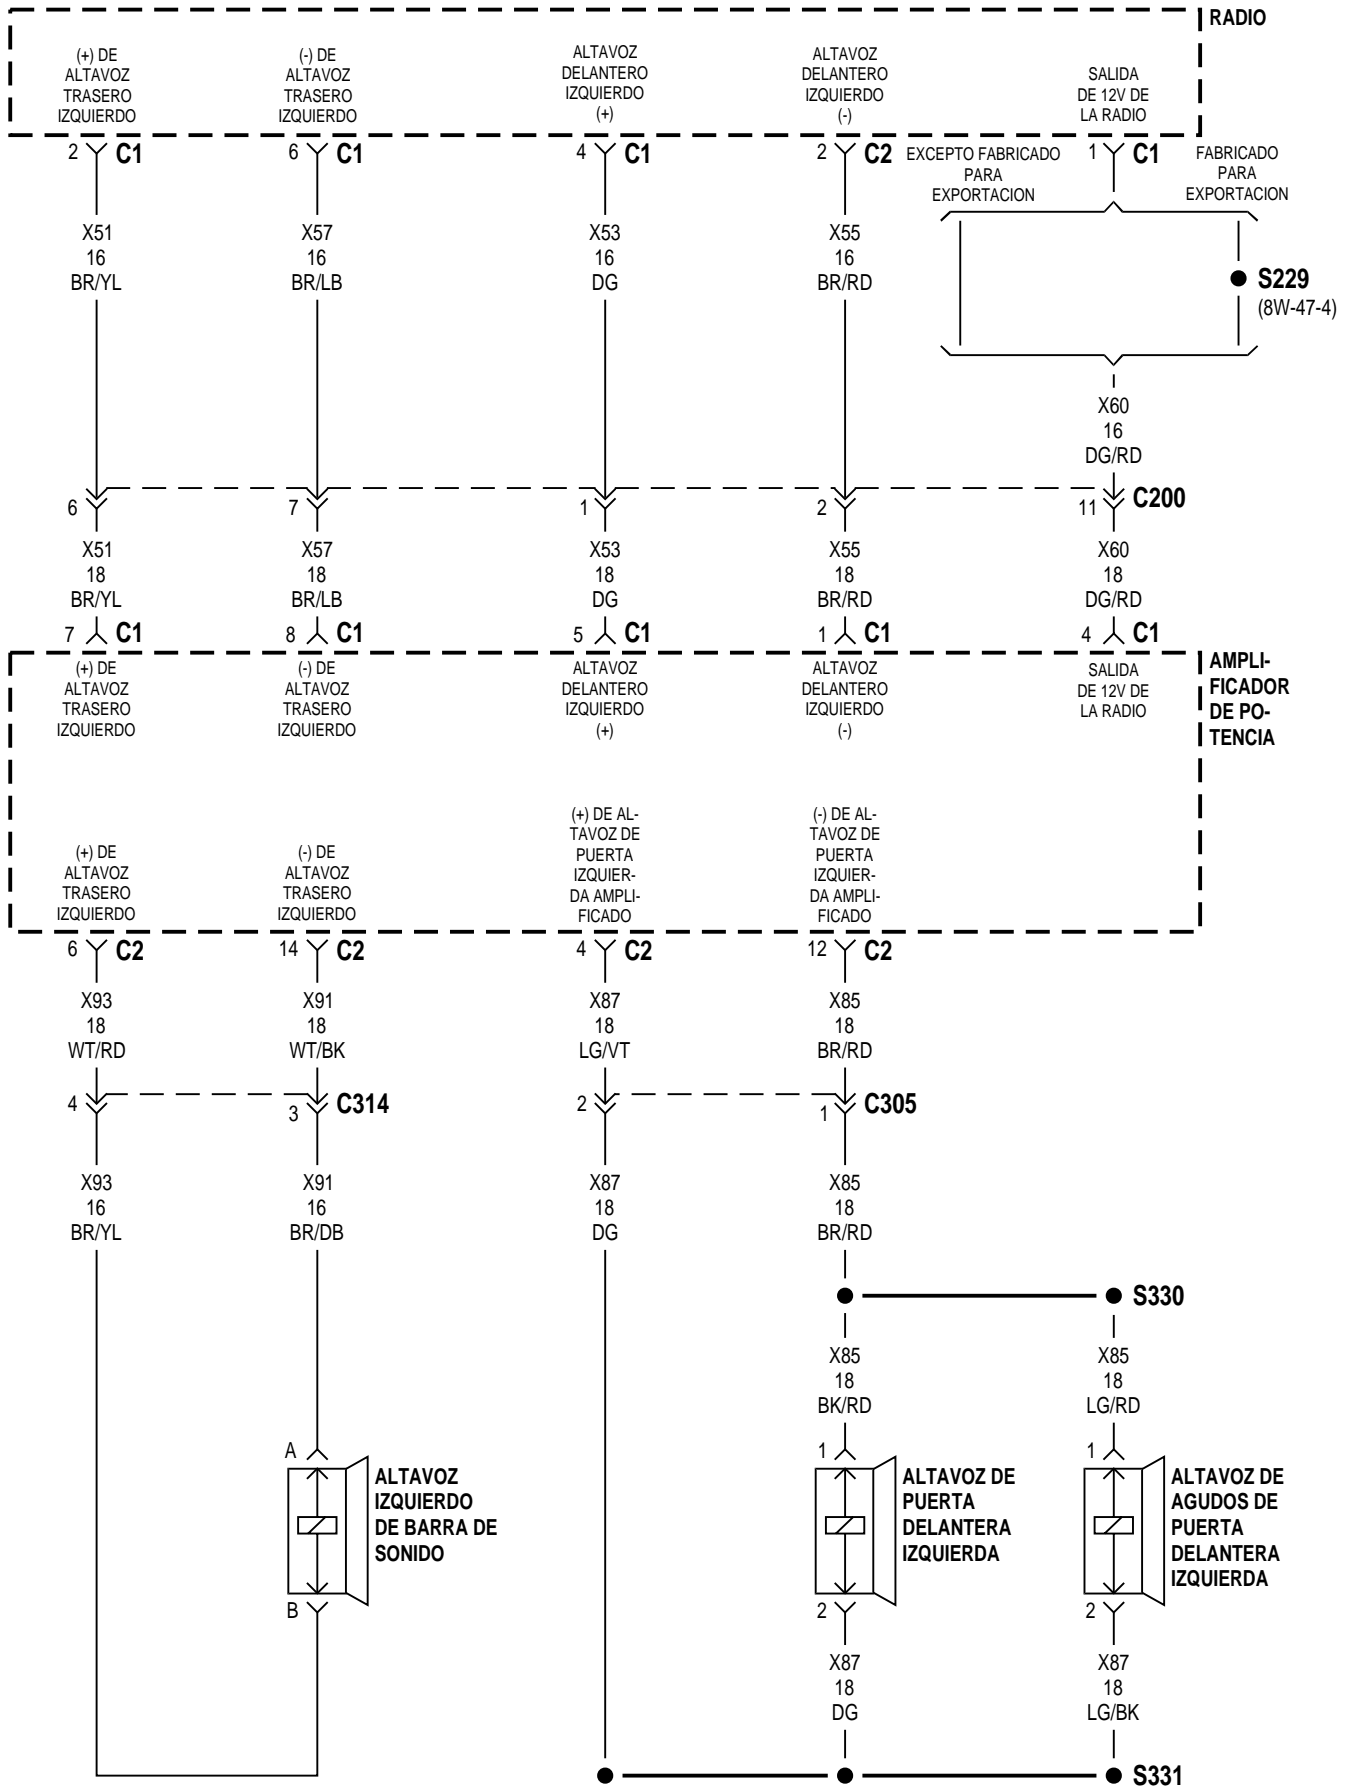 RADIO
(+) DE
ALTAVOZ
TRASERO
IZQUIERDO
(-) DE
ALTAVOZ
TRASERO
IZQUIERDO
ALTAVOZ
DELANTERO
IZQUIERDO
(+)
ALTAVOZ
DELANTERO
IZQUIERDO
(-)
SALIDA
DE 12V DE
LA RADIO
2 C1
6 C1
4 C1
2 C2
EXCEPTO FABRICADO
PARA
EXPORTACION
1 C1
FABRICADO
PARA
EXPORTACION
X51
16
BR/YL
X57
16
BR/LB
X53
16
DG
X55
16
BR/RD
S229
(8W-47-4)
X60
16
DG/RD
6
7
1
2
11
C200
X51
18
BR/YL
X57
18
BR/LB
X53
18
DG
X55
18
BR/RD
X60
18
DG/RD
7 C1
8 C1
5 C1
1 C1
4 C1
(+) DE
ALTAVOZ
TRASERO
IZQUIERDO
(-) DE
ALTAVOZ
TRASERO
IZQUIERDO
ALTAVOZ
DELANTERO
IZQUIERDO
(+)
ALTAVOZ
DELANTERO
IZQUIERDO
(-)
SALIDA
DE 12V DE
LA RADIO
AMPLI-
FICADOR
DE PO-
TENCIA
(+) DE
ALTAVOZ
TRASERO
IZQUIERDO
(-) DE
ALTAVOZ
TRASERO
IZQUIERDO
(+) DE AL-
TAVOZ DE
PUERTA
IZQUIER-
DA AMPLI-
FICADO
(-) DE AL-
TAVOZ DE
PUERTA
IZQUIER-
DA AMPLI-
FICADO
6 C2
14 C2
4 C2
12 C2
X93
18
WT/RD
X91
18
WT/BK
X87
18
LG/VT
X85
18
BR/RD
4
3
C314
2
1
C305
X93
16
BR/YL
X91
16
BR/DB
X87
18
DG
X85
18
BR/RD
S330
X85
18
BK/RD
X85
18
LG/RD
A
1
1
ALTAVOZ
IZQUIERDO
DE BARRA DE
SONIDO
ALTAVOZ DE
PUERTA
DELANTERA
IZQUIERDA
ALTAVOZ DE
AGUDOS DE
PUERTA
DELANTERA
IZQUIERDA
B
2
2
X87
18
DG
X87
18
LG/BK
S331